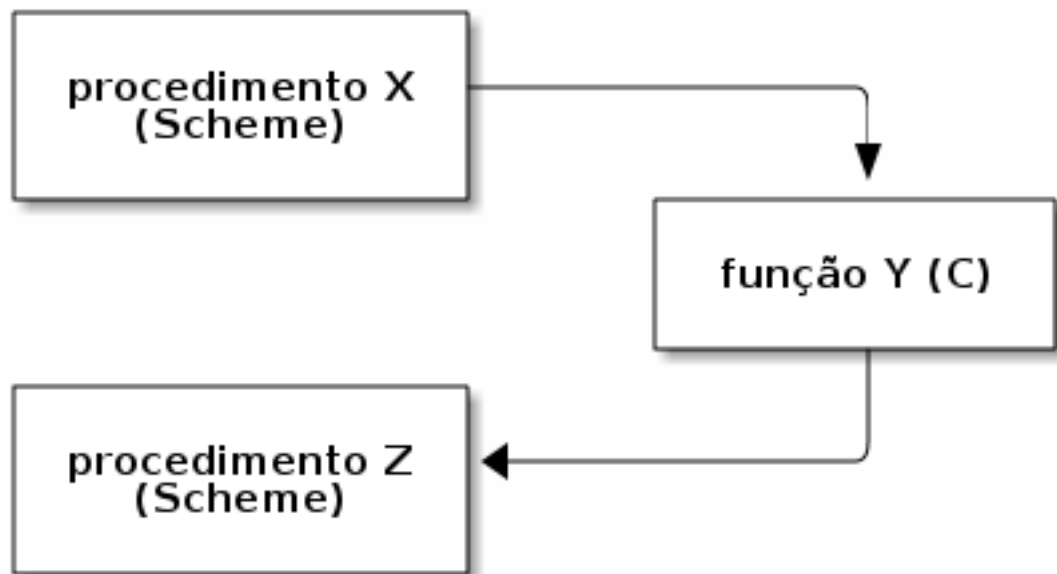 procedimento X
(Scheme)
função Y (C)
procedimento Z
(Scheme)